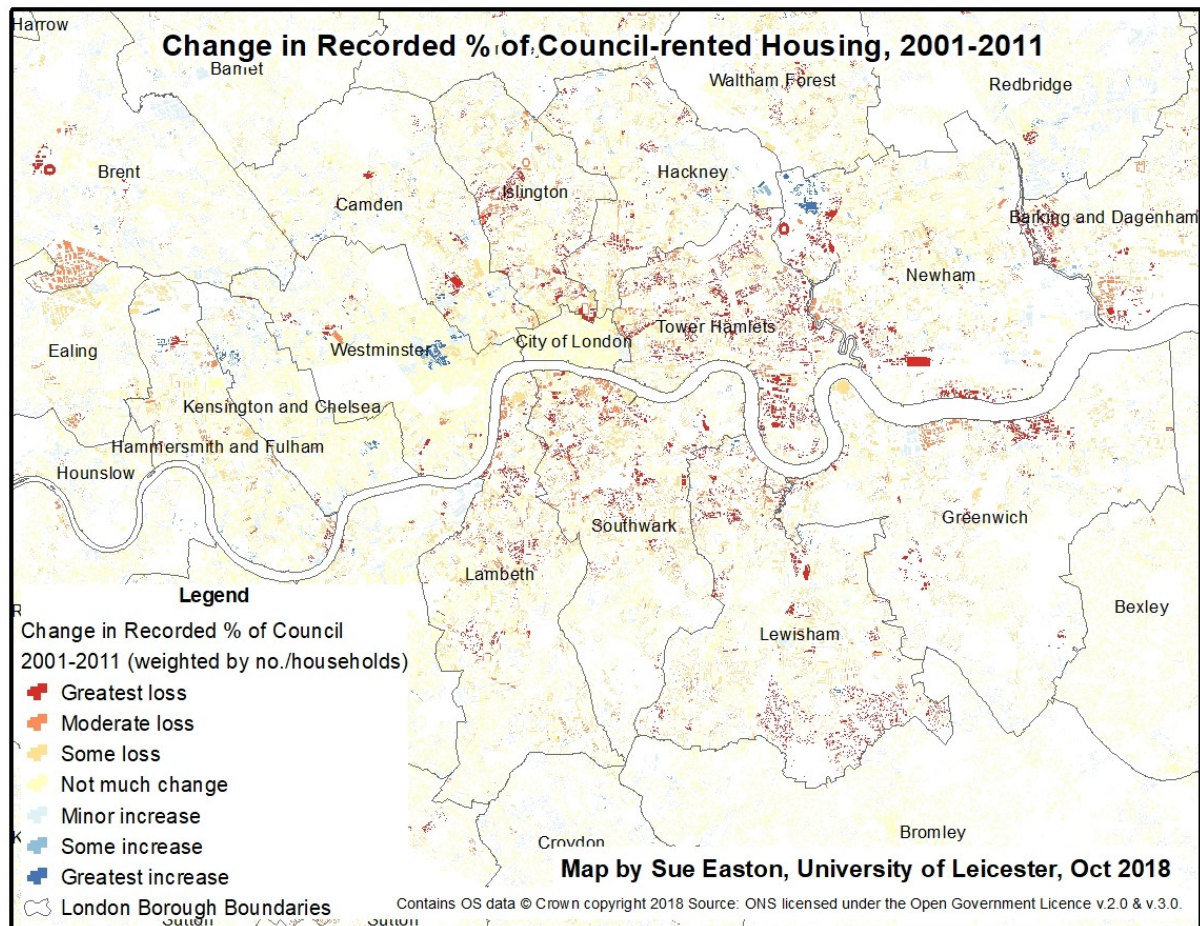 Harrow
Change in Recorded % of Council-rented Housing, 2001-2011
Barnet
Waltham Forest
Redbridge
Brent
Camden
Islington
Hackney
Barking and Dagenham
Newham
Ealing
Westminster
City of London
Tower Hamlets
Kensington and Chelsea
Hammersmith and Fulham
Hounslow
Southwark
Greenwich
Lambeth
Bexley
Lewisham
Legend
Change in Recorded % of Council
2001-2011 (weighted by no./households)
Greatest loss
Moderate loss
Some loss
Not much change
Minor increase
Some increase
Greatest increase
London Borough Boundaries
R
K
Croydon
Bromley
Map by Sue Easton, University of Leicester, Oct 2018
Contains OS data © Crown copyright 2018 Source: ONS licensed under the Open Government Licence v.2.0 & v.3.0.
Sutton
Sutton